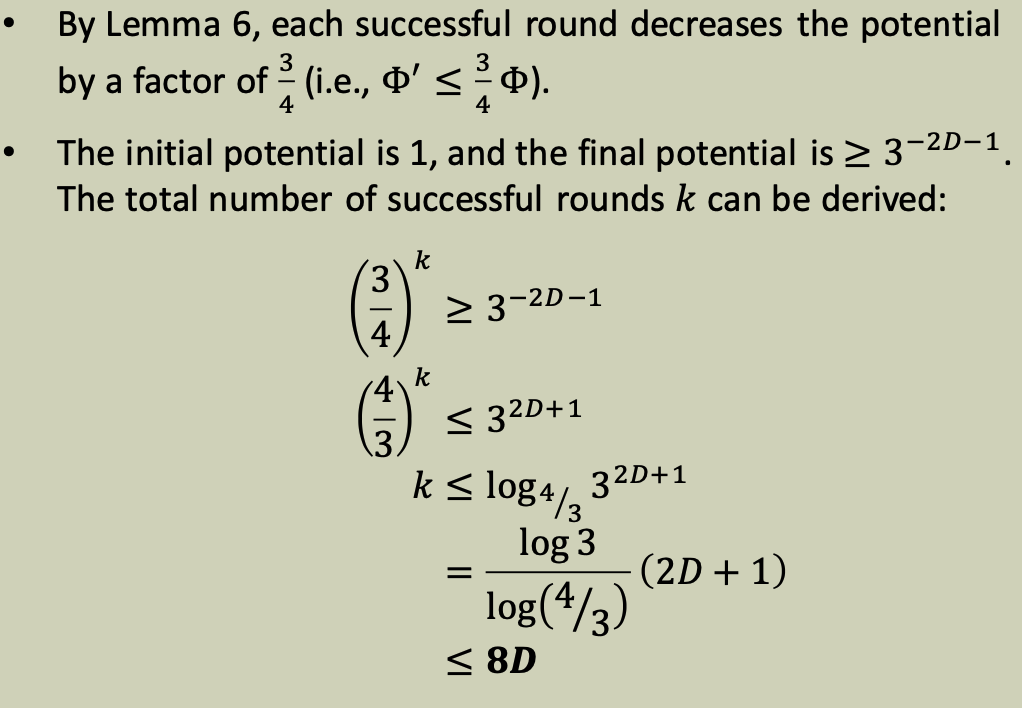 • By Lemma 6, each successful round decreases the potential
by a factor of 3/4 (i.e., Φ′ ≤ 3/4 Φ).
• The initial potential is 1, and the final potential is ≥ 3^{−2D−1}.
The total number of successful rounds k can be derived:
(3/4)^k ≥ 3^{−2D−1}
(4/3)^k ≤ 3^{2D+1}
k ≤ log_{4/3} 3^{2D+1}
= log 3 / log(4/3) (2D + 1)
≤ 8D